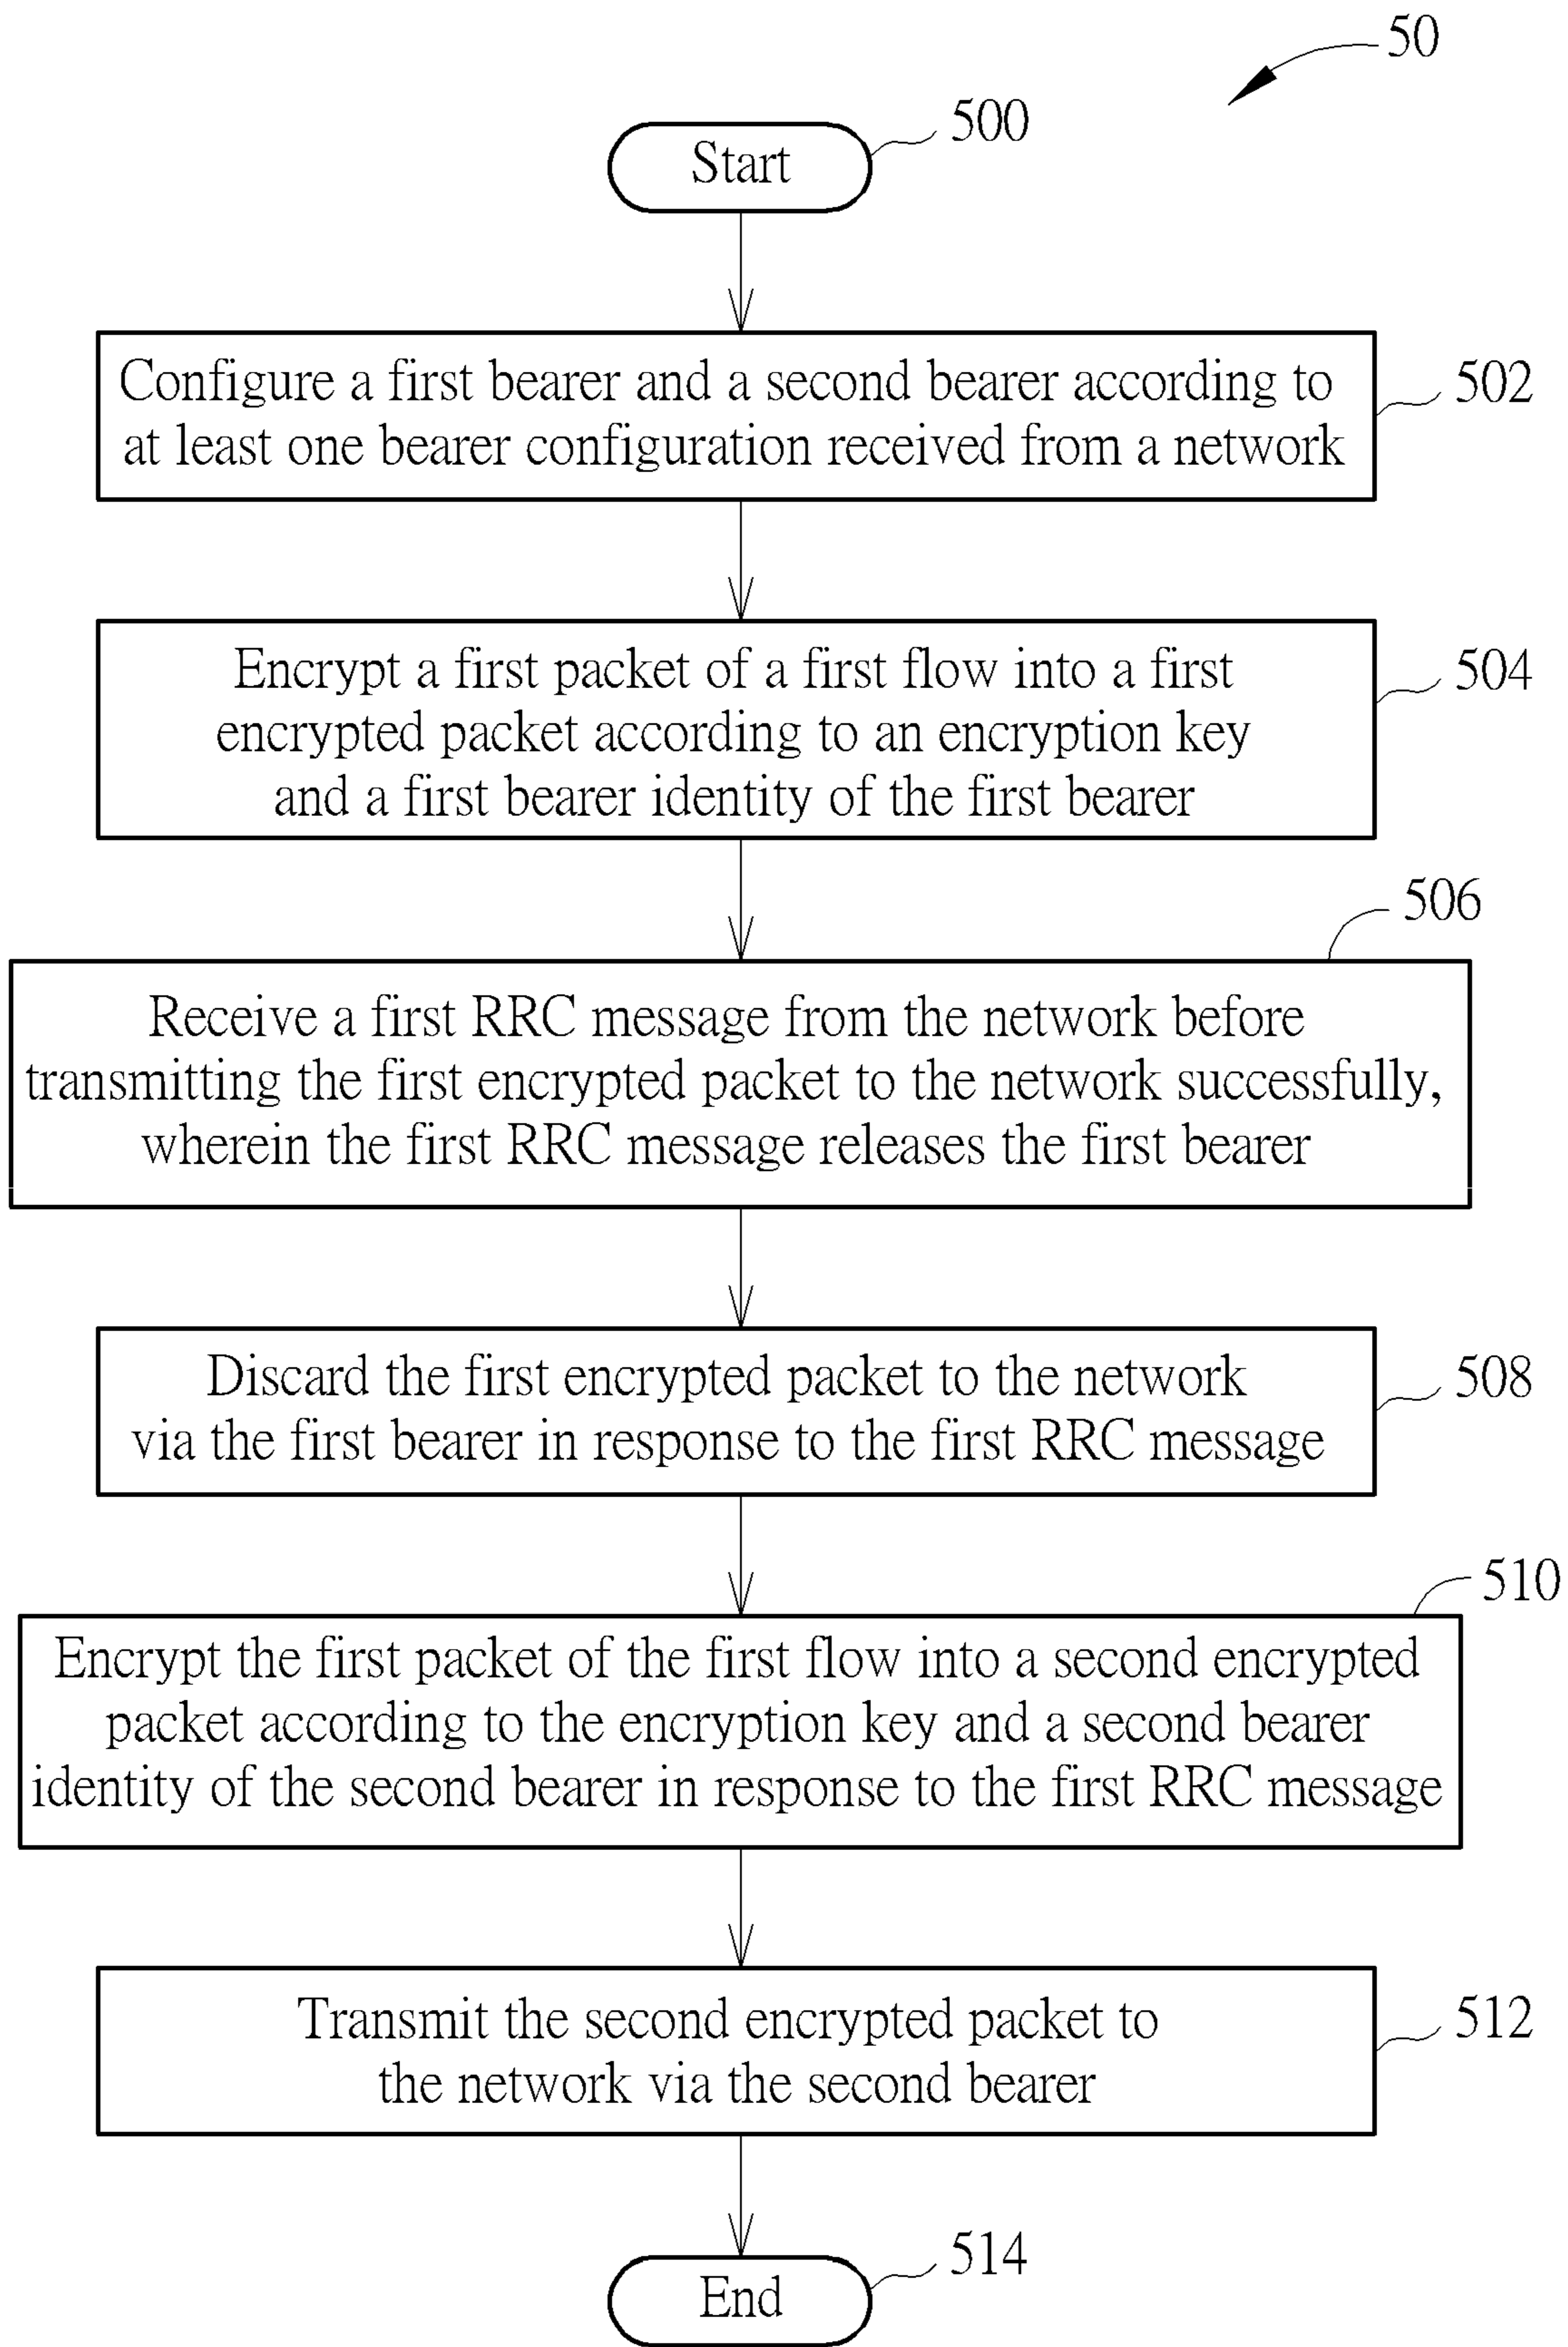 50
Start
500
Configure a first bearer and a second bearer according to
at least one bearer configuration received from a network
502
Encrypt a first packet of a first flow into a first
encrypted packet according to an encryption key
and a first bearer identity of the first bearer
504
506
Receive a first RRC message from the network before
transmitting the first encrypted packet to the network successfully,
wherein the first RRC message releases the first bearer
Discard the first encrypted packet to the network
via the first bearer in response to the first RRC message
508
510
Encrypt the first packet of the first flow into a second encrypted
packet according to the encryption key and a second bearer
identity of the second bearer in response to the first RRC message
Transmit the second encrypted packet to
the network via the second bearer
512
End
514